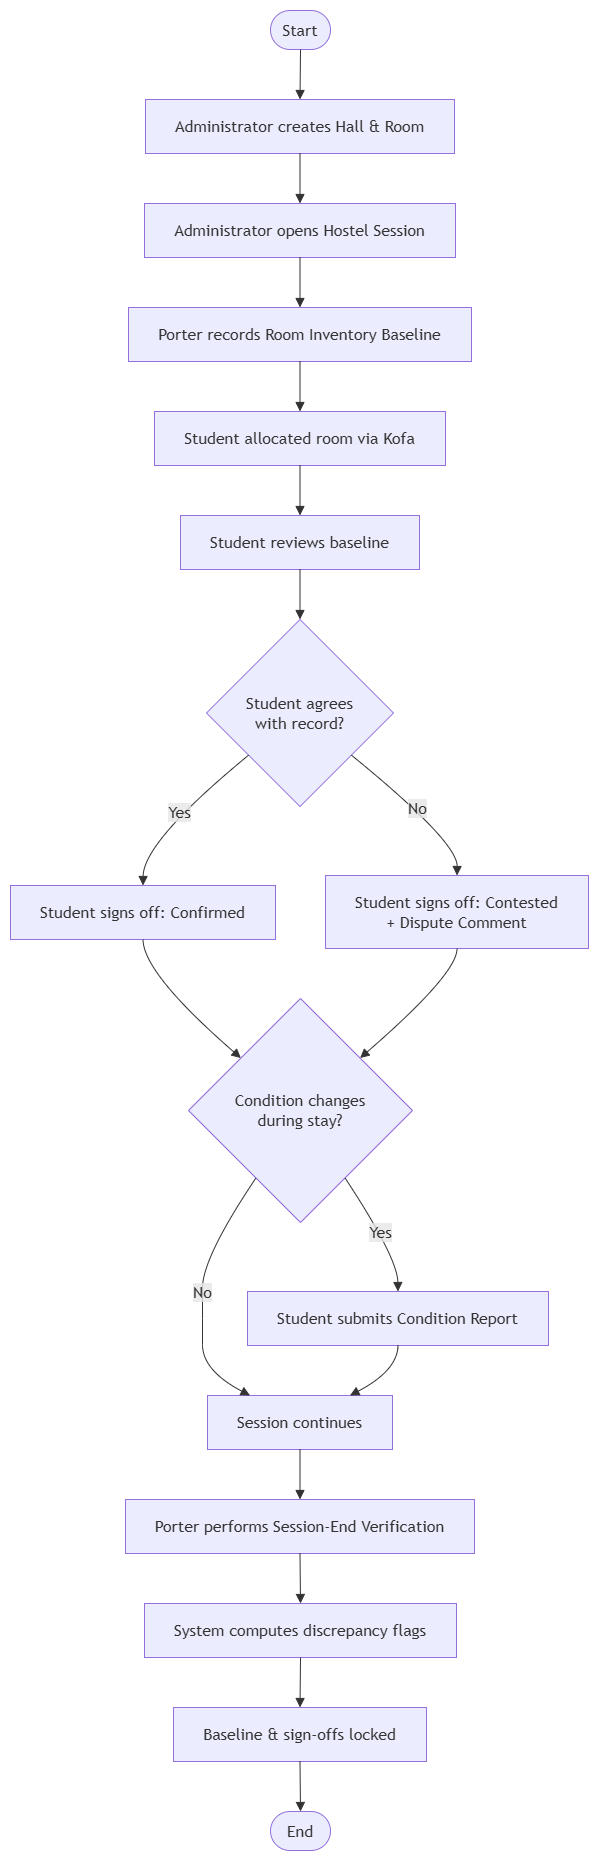 Start
Administrator creates Hall & Room
Administrator opens Hostel Session
Porter records Room Inventory Baseline
Student allocated room via Kofa
Student reviews baseline
Student agrees
with record?
Yes
No
Student signs off: Confirmed
Student signs off: Contested
+ Dispute Comment
Condition changes
during stay?
Yes
No
Student submits Condition Report
Session continues
Porter performs Session-End Verification
System computes discrepancy flags
Baseline & sign-offs locked
End